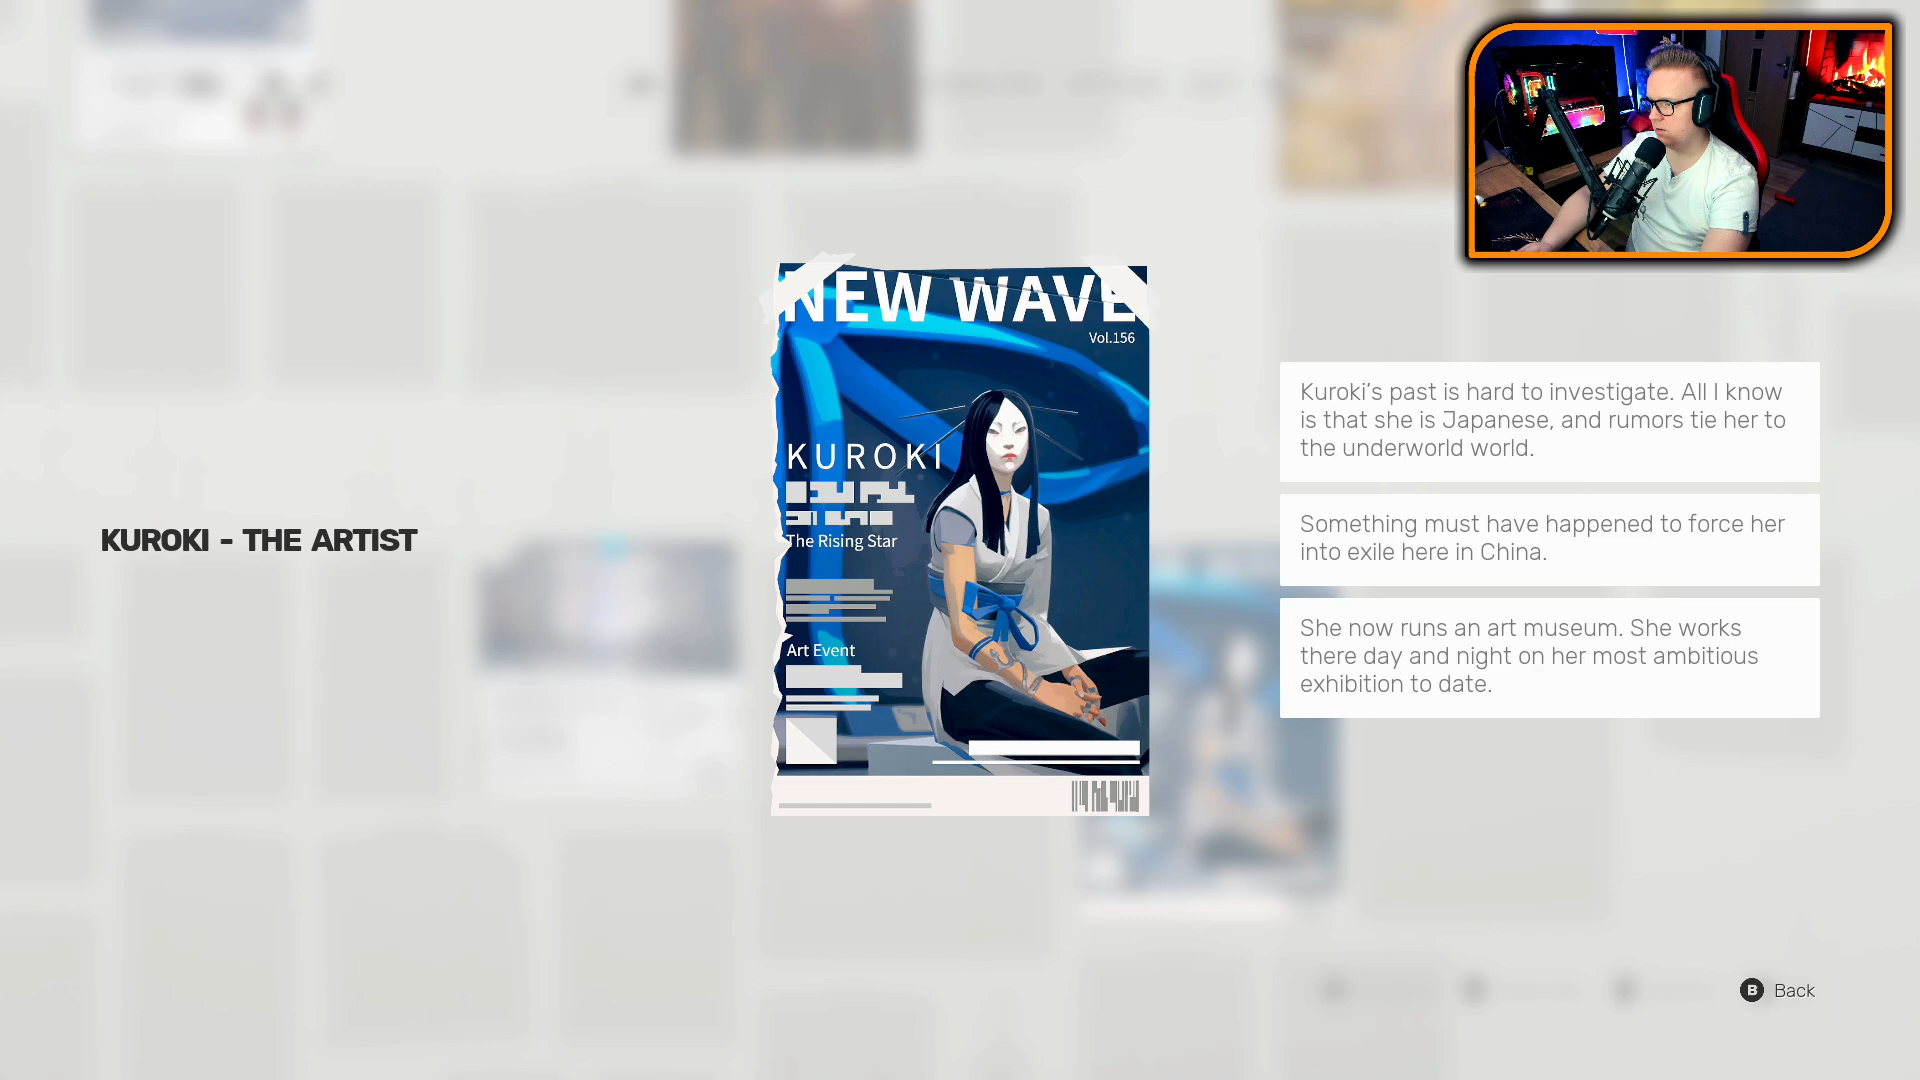 NEW WAVE
Vol.156
KUROKI
The Rising Star
Art Event
KUROKI - THE ARTIST
Kuroki's past is hard to investigate. All I know
is that she is Japanese, and rumors tie her to
the underworld world.
Something must have happened to force her
into exile here in China.
She now runs an art museum. She works
there day and night on her most ambitious
exhibition to date.
B Back